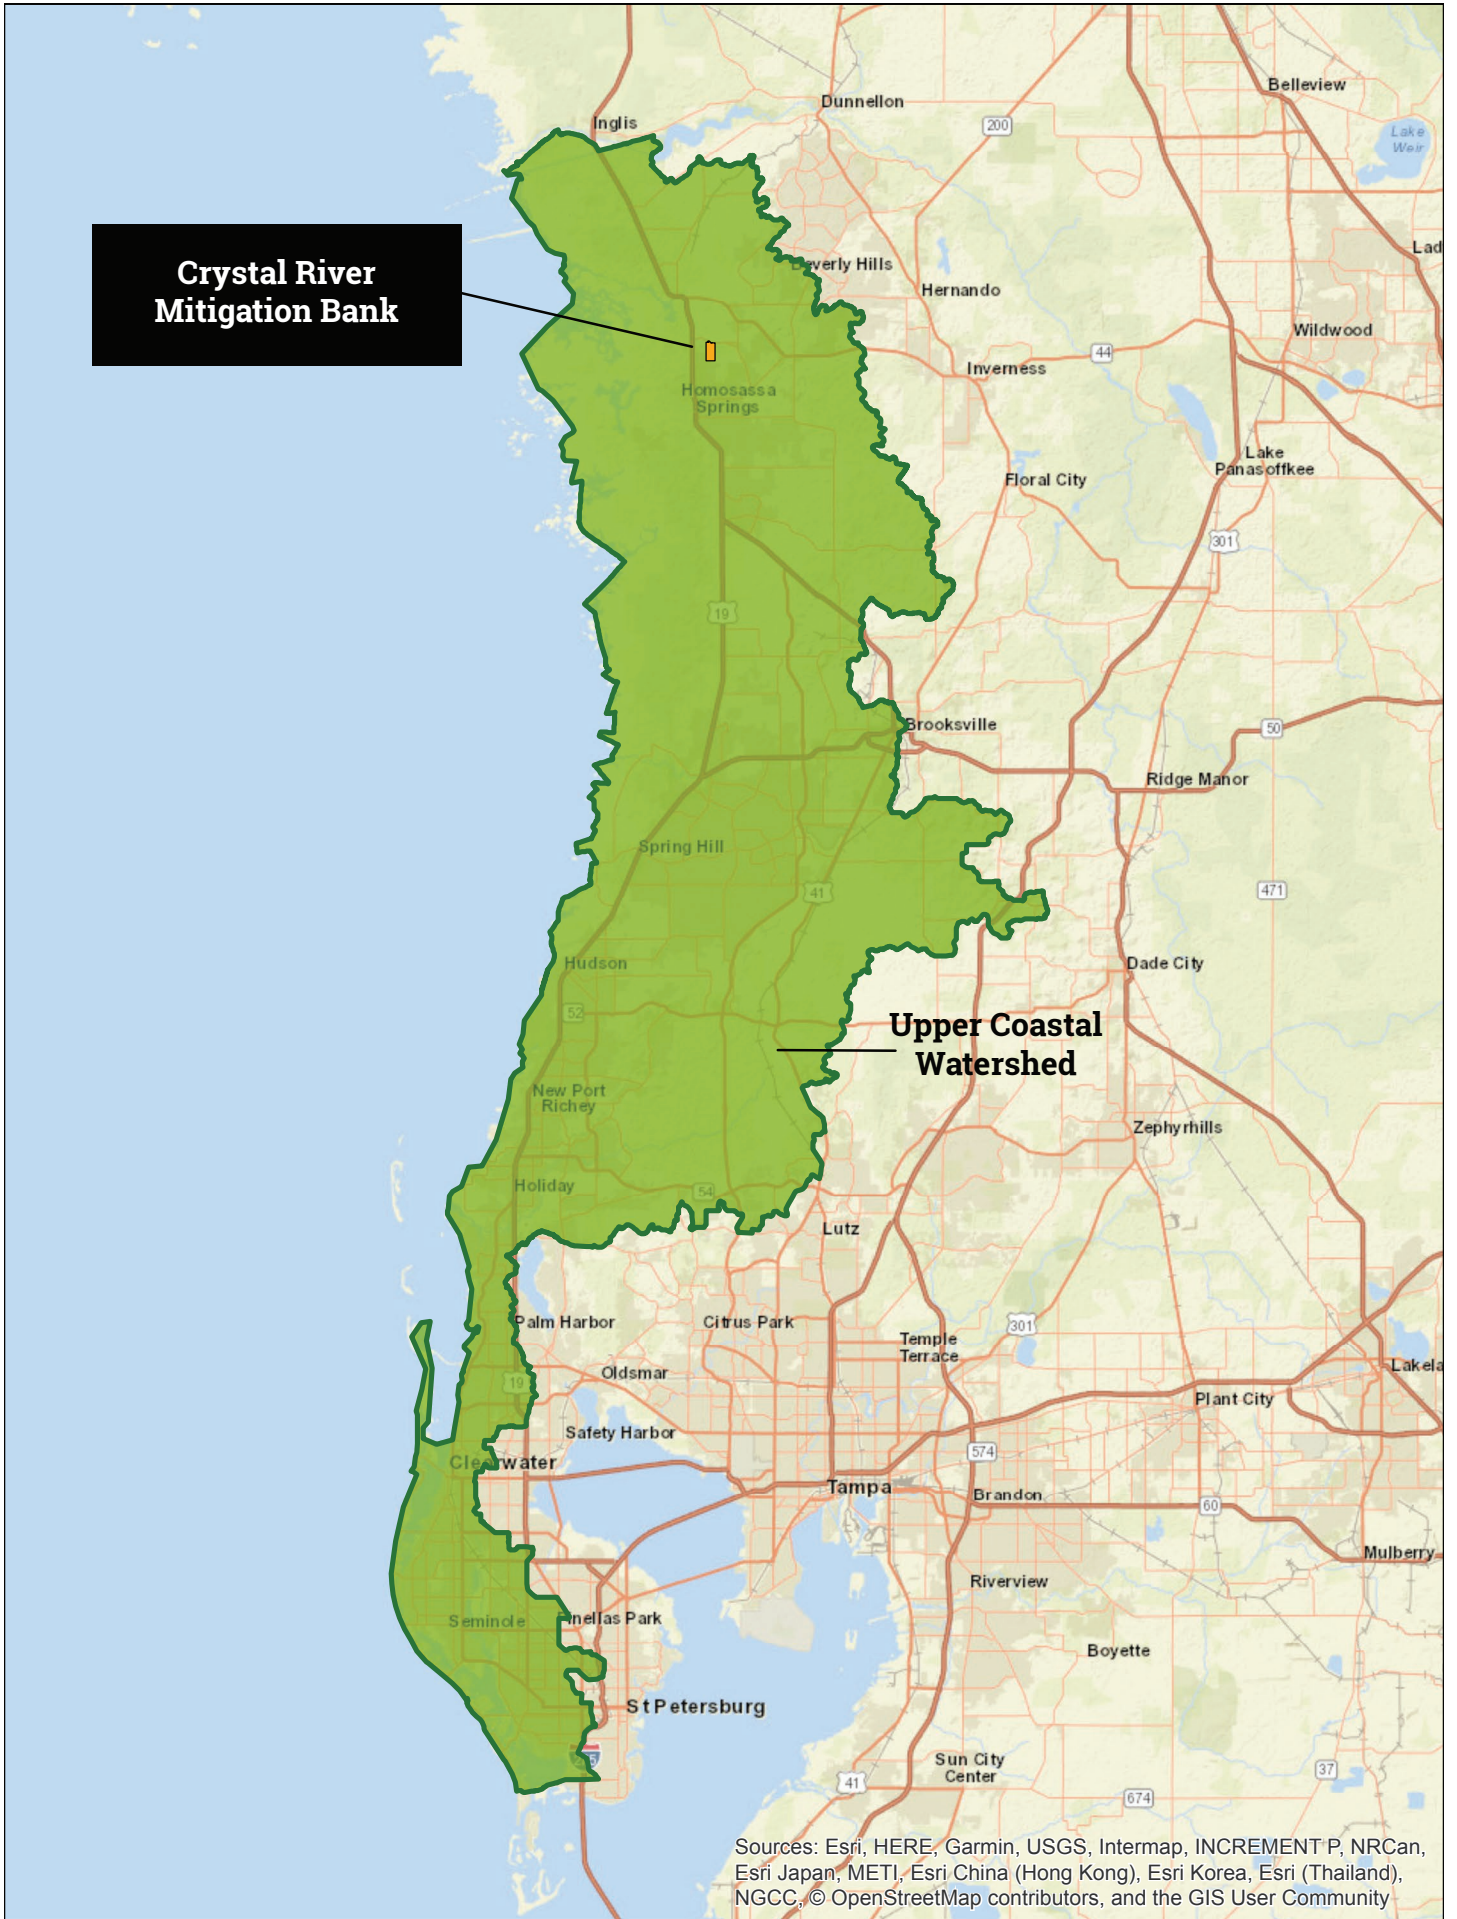 Belleview
Dunnellon
Inglis
200
Lake
Weir
Lad
Crystal River
Mitigation Bank
everly Hills
Hernando
Wildwood
44
Inverness
Homosassa
Springs
Lake
Panasoffkee
Floral City
301
19
Brooksville
50
Ridge Manor
Spring Hill
41
471
Hudson
Dade City
52
Upper Coastal
Watershed
New Port
Richey
Zephyrhills
Holiday
54
Lutz
Palm Harbor
Citrus Park
301
Temple
Terrace
Oldsmar
Lakela
19
Plant City
Safety Harbor
Clearwater
574
Tampa
Brandon
60
Mulberry
Riverview
Seminole
inellas Park
Boyette
St Petersburg
Sun City
Center
41
37
674
Sources: Esri, HERE, Garmin, USGS, Intermap, INCREMENT P, NRCan,
Esri Japan, METI, Esri China (Hong Kong), Esri Korea, Esri (Thailand),
NGCC, © OpenStreetMap contributors, and the GIS User Community